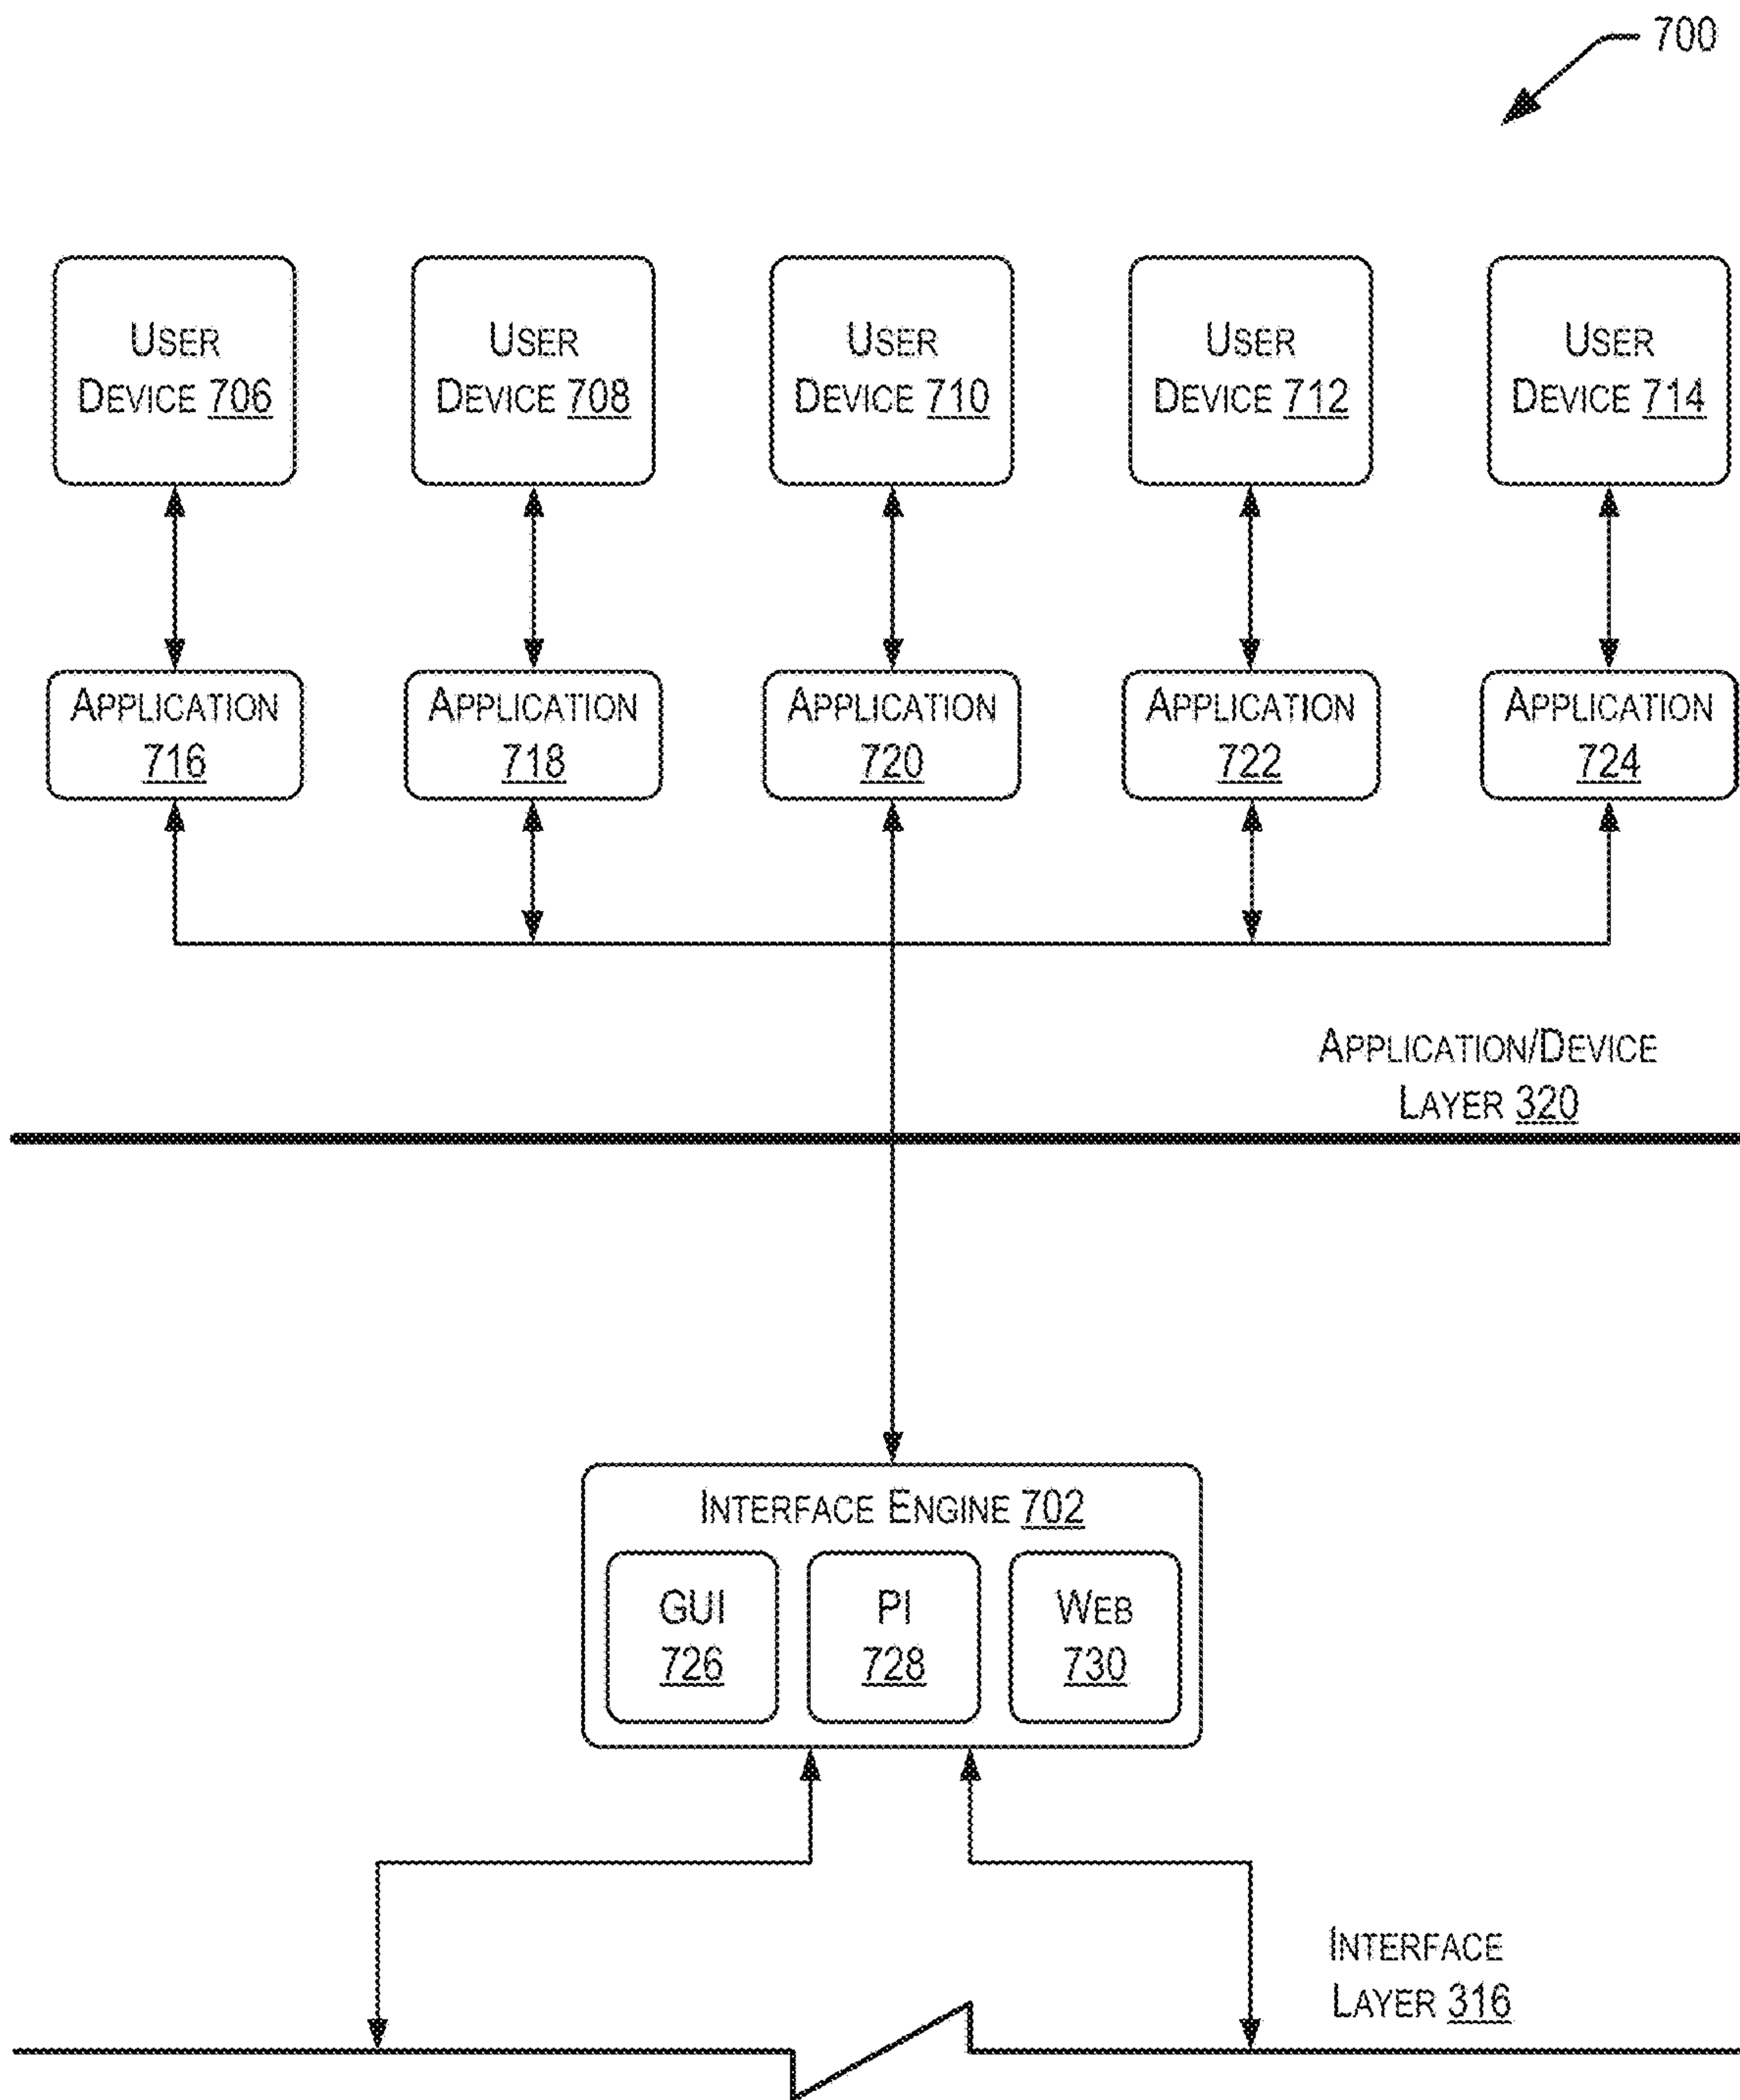 700
USER
DEVICE 706
USER
DEVICE 708
USER
DEVICE 710
USER
DEVICE 712
USER
DEVICE 714
APPLICATION
716
APPLICATION
718
APPLICATION
720
APPLICATION
722
APPLICATION
724
APPLICATION/DEVICE
LAYER 320
INTERFACE ENGINE 702
GUI
726
PI
728
WEB
730
INTERFACE
LAYER 316